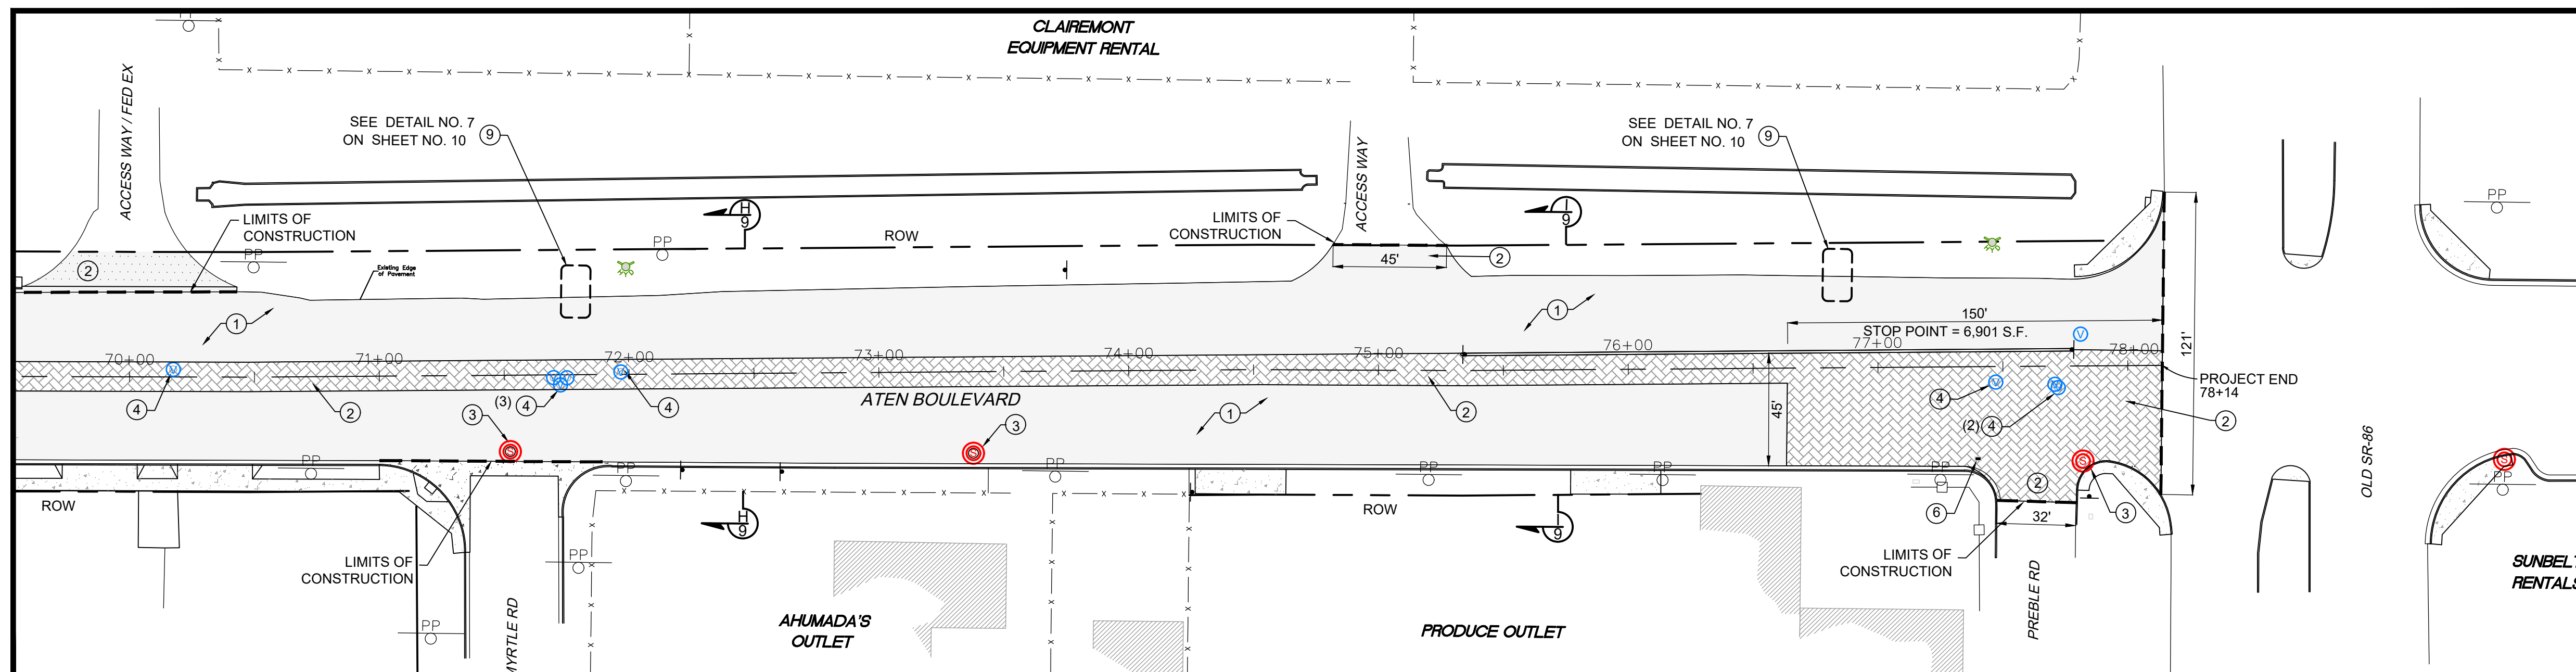 CLAIREMONT
EQUIPMENT RENTAL
ACCESS WAY / FED EX
SEE DETAIL NO. 7
ON SHEET NO. 10
9
SEE DETAIL NO. 7
ON SHEET NO. 10
9
ACCESS WAY
LIMITS OF
CONSTRUCTION
H
9
LIMITS OF
CONSTRUCTION
I
9
PP
PP
PP
PP
ROW
2
Existing Edge
of Pavement
45'
2
1
1
150'
STOP POINT = 6,901 S.F.
V
121'
70+00
71+00
72+00
73+00
74+00
75+00
76+00
77+00
78+00
V
V
V
V
V
V
PROJECT END
78+14
4
2
(3) 4
4
3
ATEN BOULEVARD
1
2
45'
4
(2) 4
2
3
S
S
S
S
PP
PP
PP
PP
PP
PP
PP
OLD SR-86
ROW
H
9
ROW
I
9
6
2
32'
3
LIMITS OF
CONSTRUCTION
PP
LIMITS OF
CONSTRUCTION
SUNBELT
RENTALS
MYRTLE RD
PREBLE RD
PP
AHUMADA'S
OUTLET
PRODUCE OUTLET